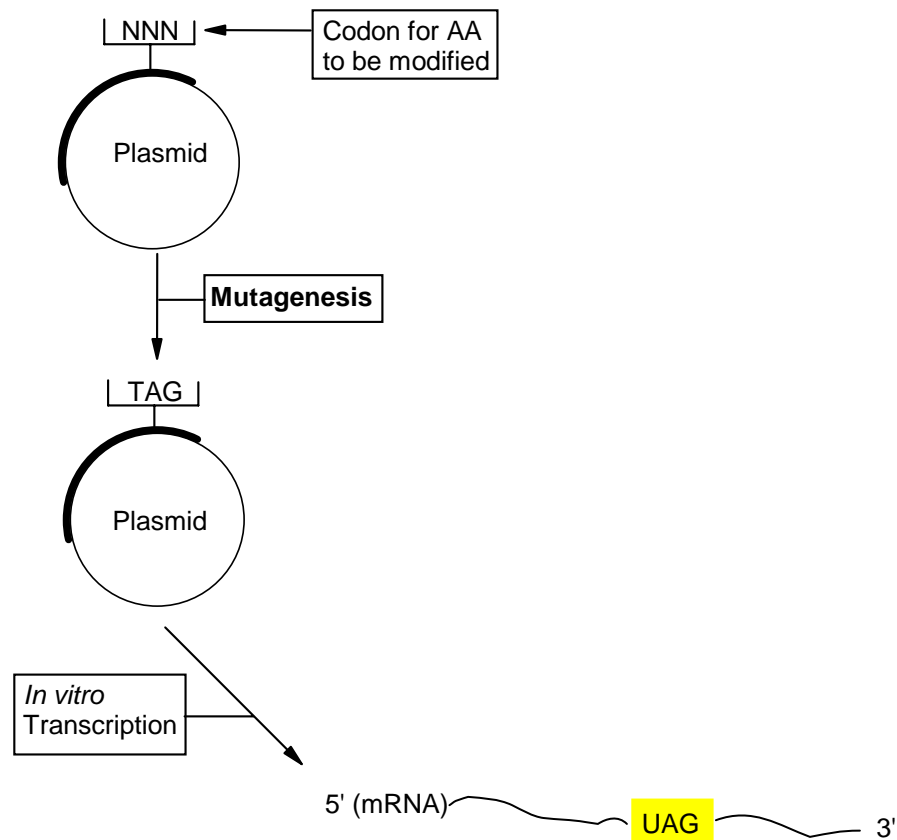 NNN
Codon for AA
to be modified
Plasmid
Mutagenesis
TAG
Plasmid
In vitro
Transcription
5' (mRNA)
UAG
3'